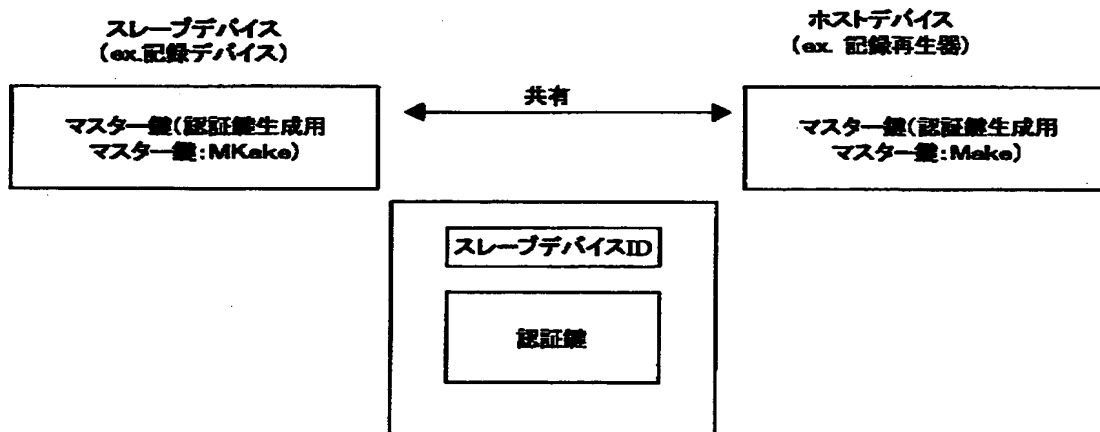 スレーブデバイス
(ex.記録デバイス)
ホストデバイス
(ex. 記録再生器)
マスター鍵(認証鍵生成用
マスター鍵:MKake)
共有
マスター鍵(認証鍵生成用
マスター鍵:Make)
スレーブデバイスID
認証鍵